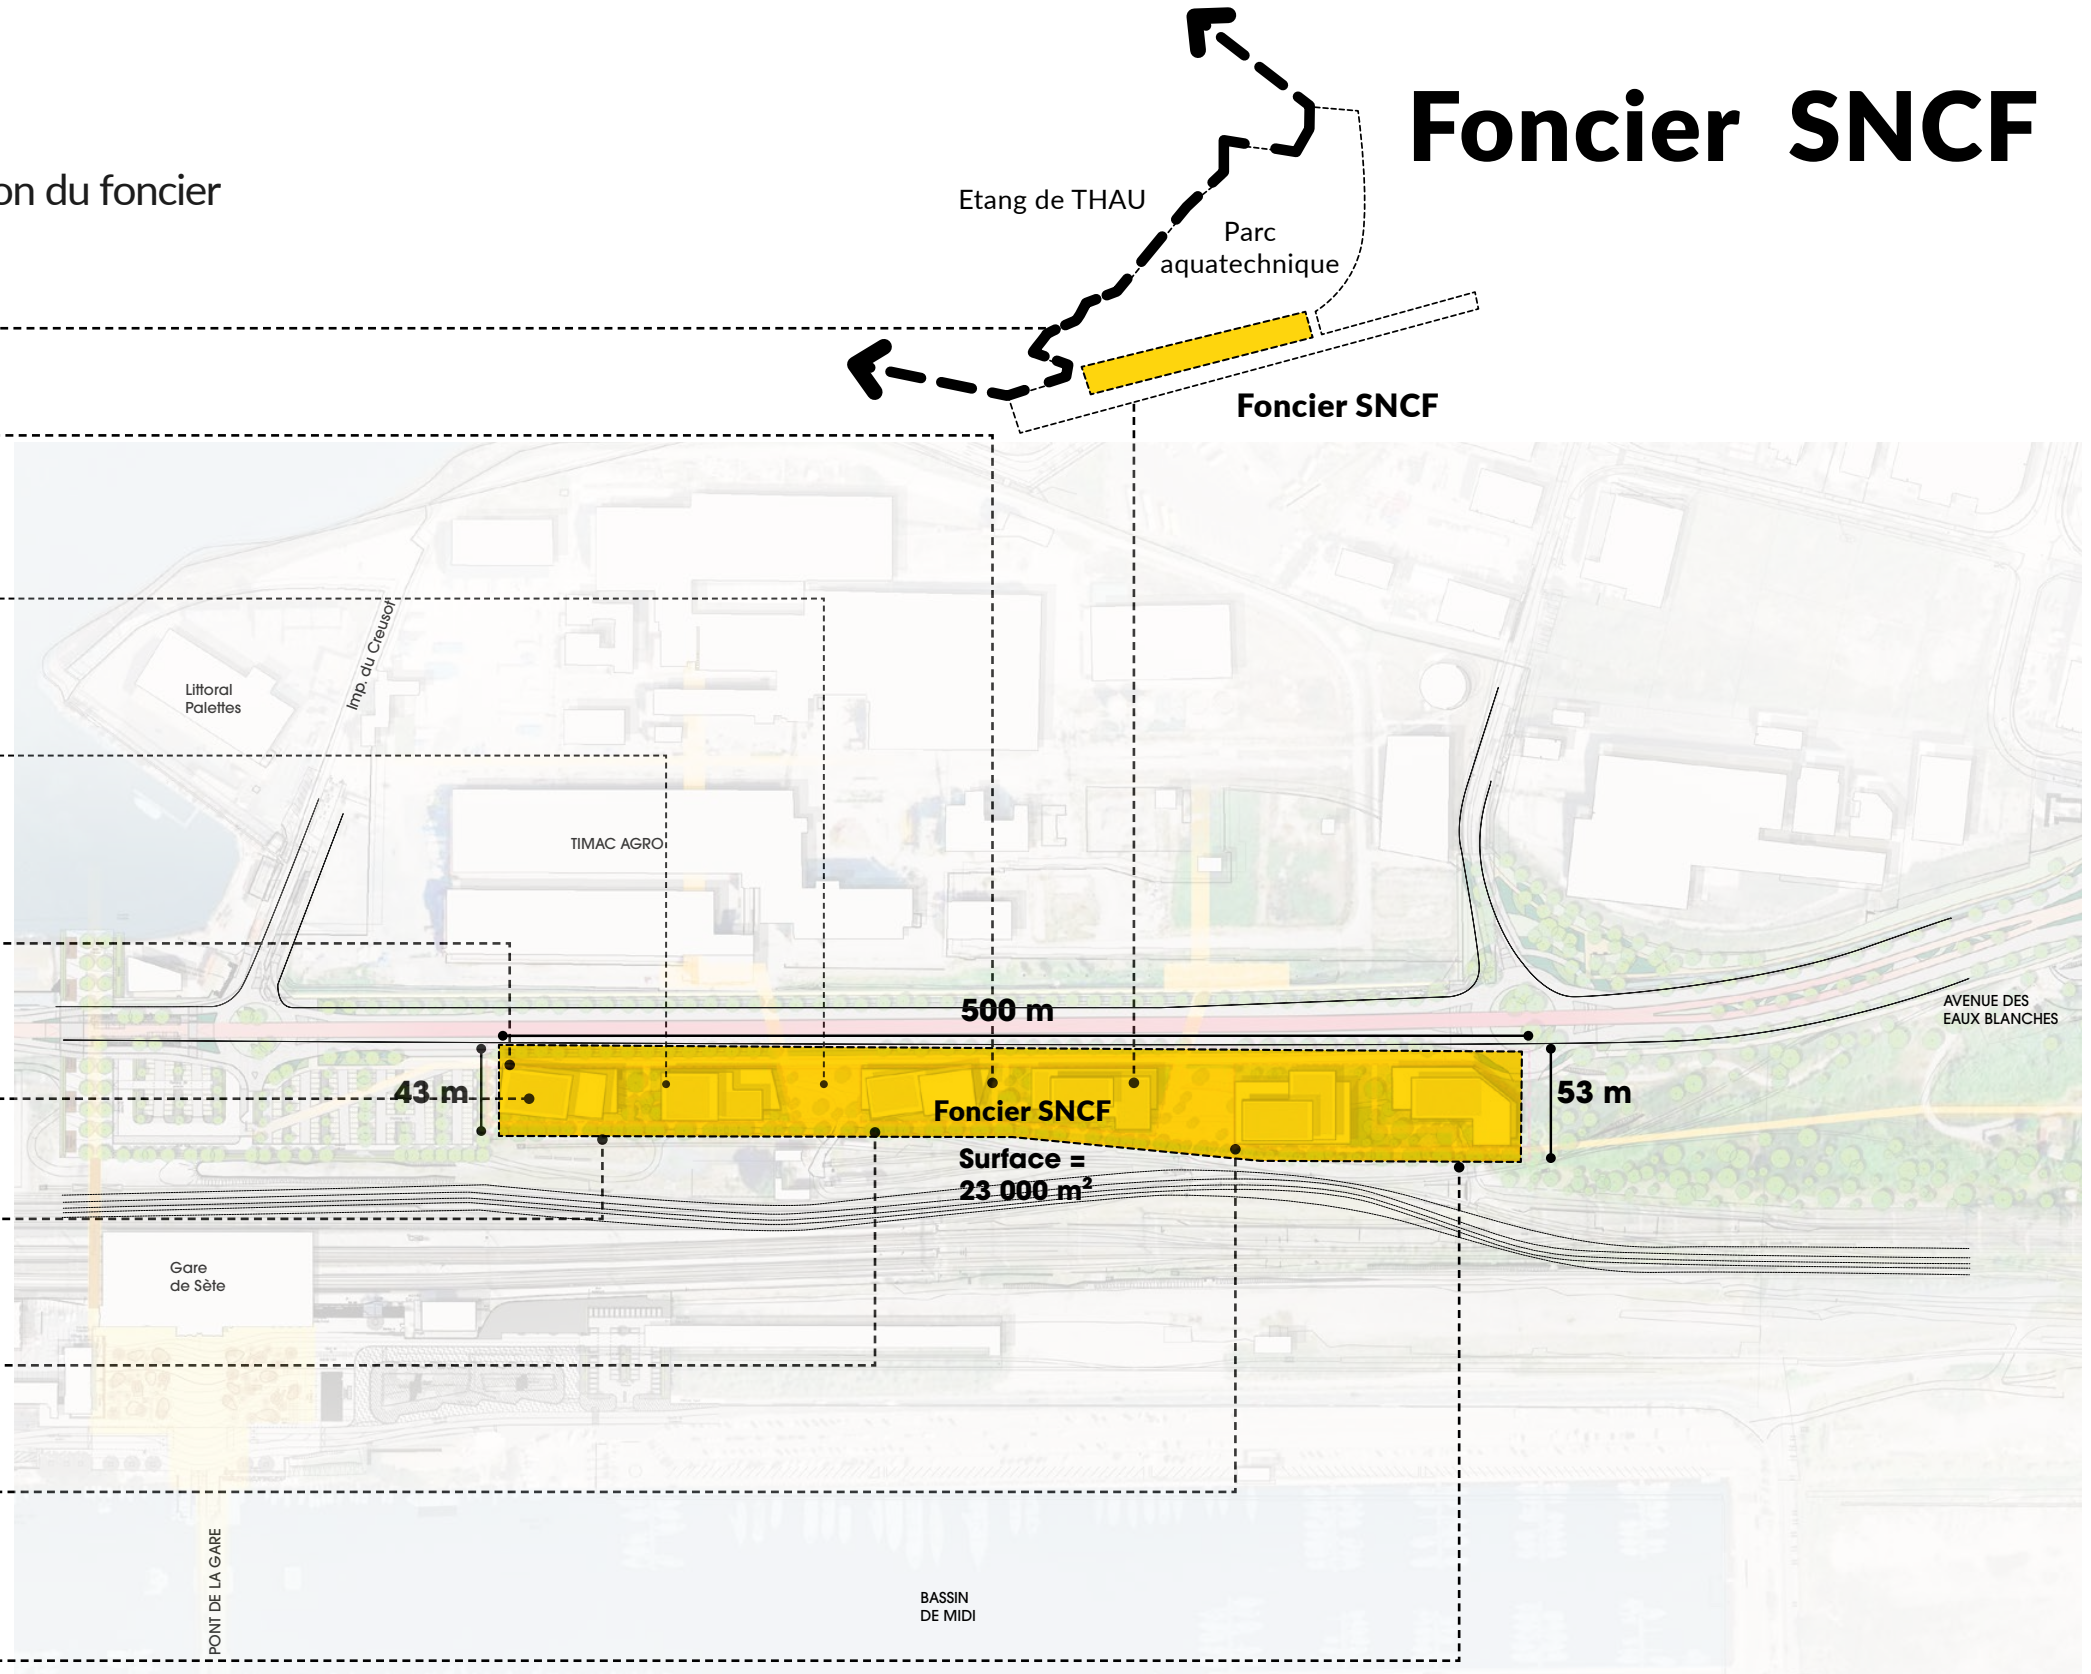 Foncier SNCF
on du foncier
Etang de THAU
Parc
aquatechnique
Foncier SNCF
Imp. du Creusot
Littoral
Palettes
TIMAC AGRO
500 m
AVENUE DES
EAUX BLANCHES
43 m
53 m
Foncier SNCF
Surface =
23 000 m²
Gare
de Sète
PONT DE LA GARE
BASSIN
DE MIDI